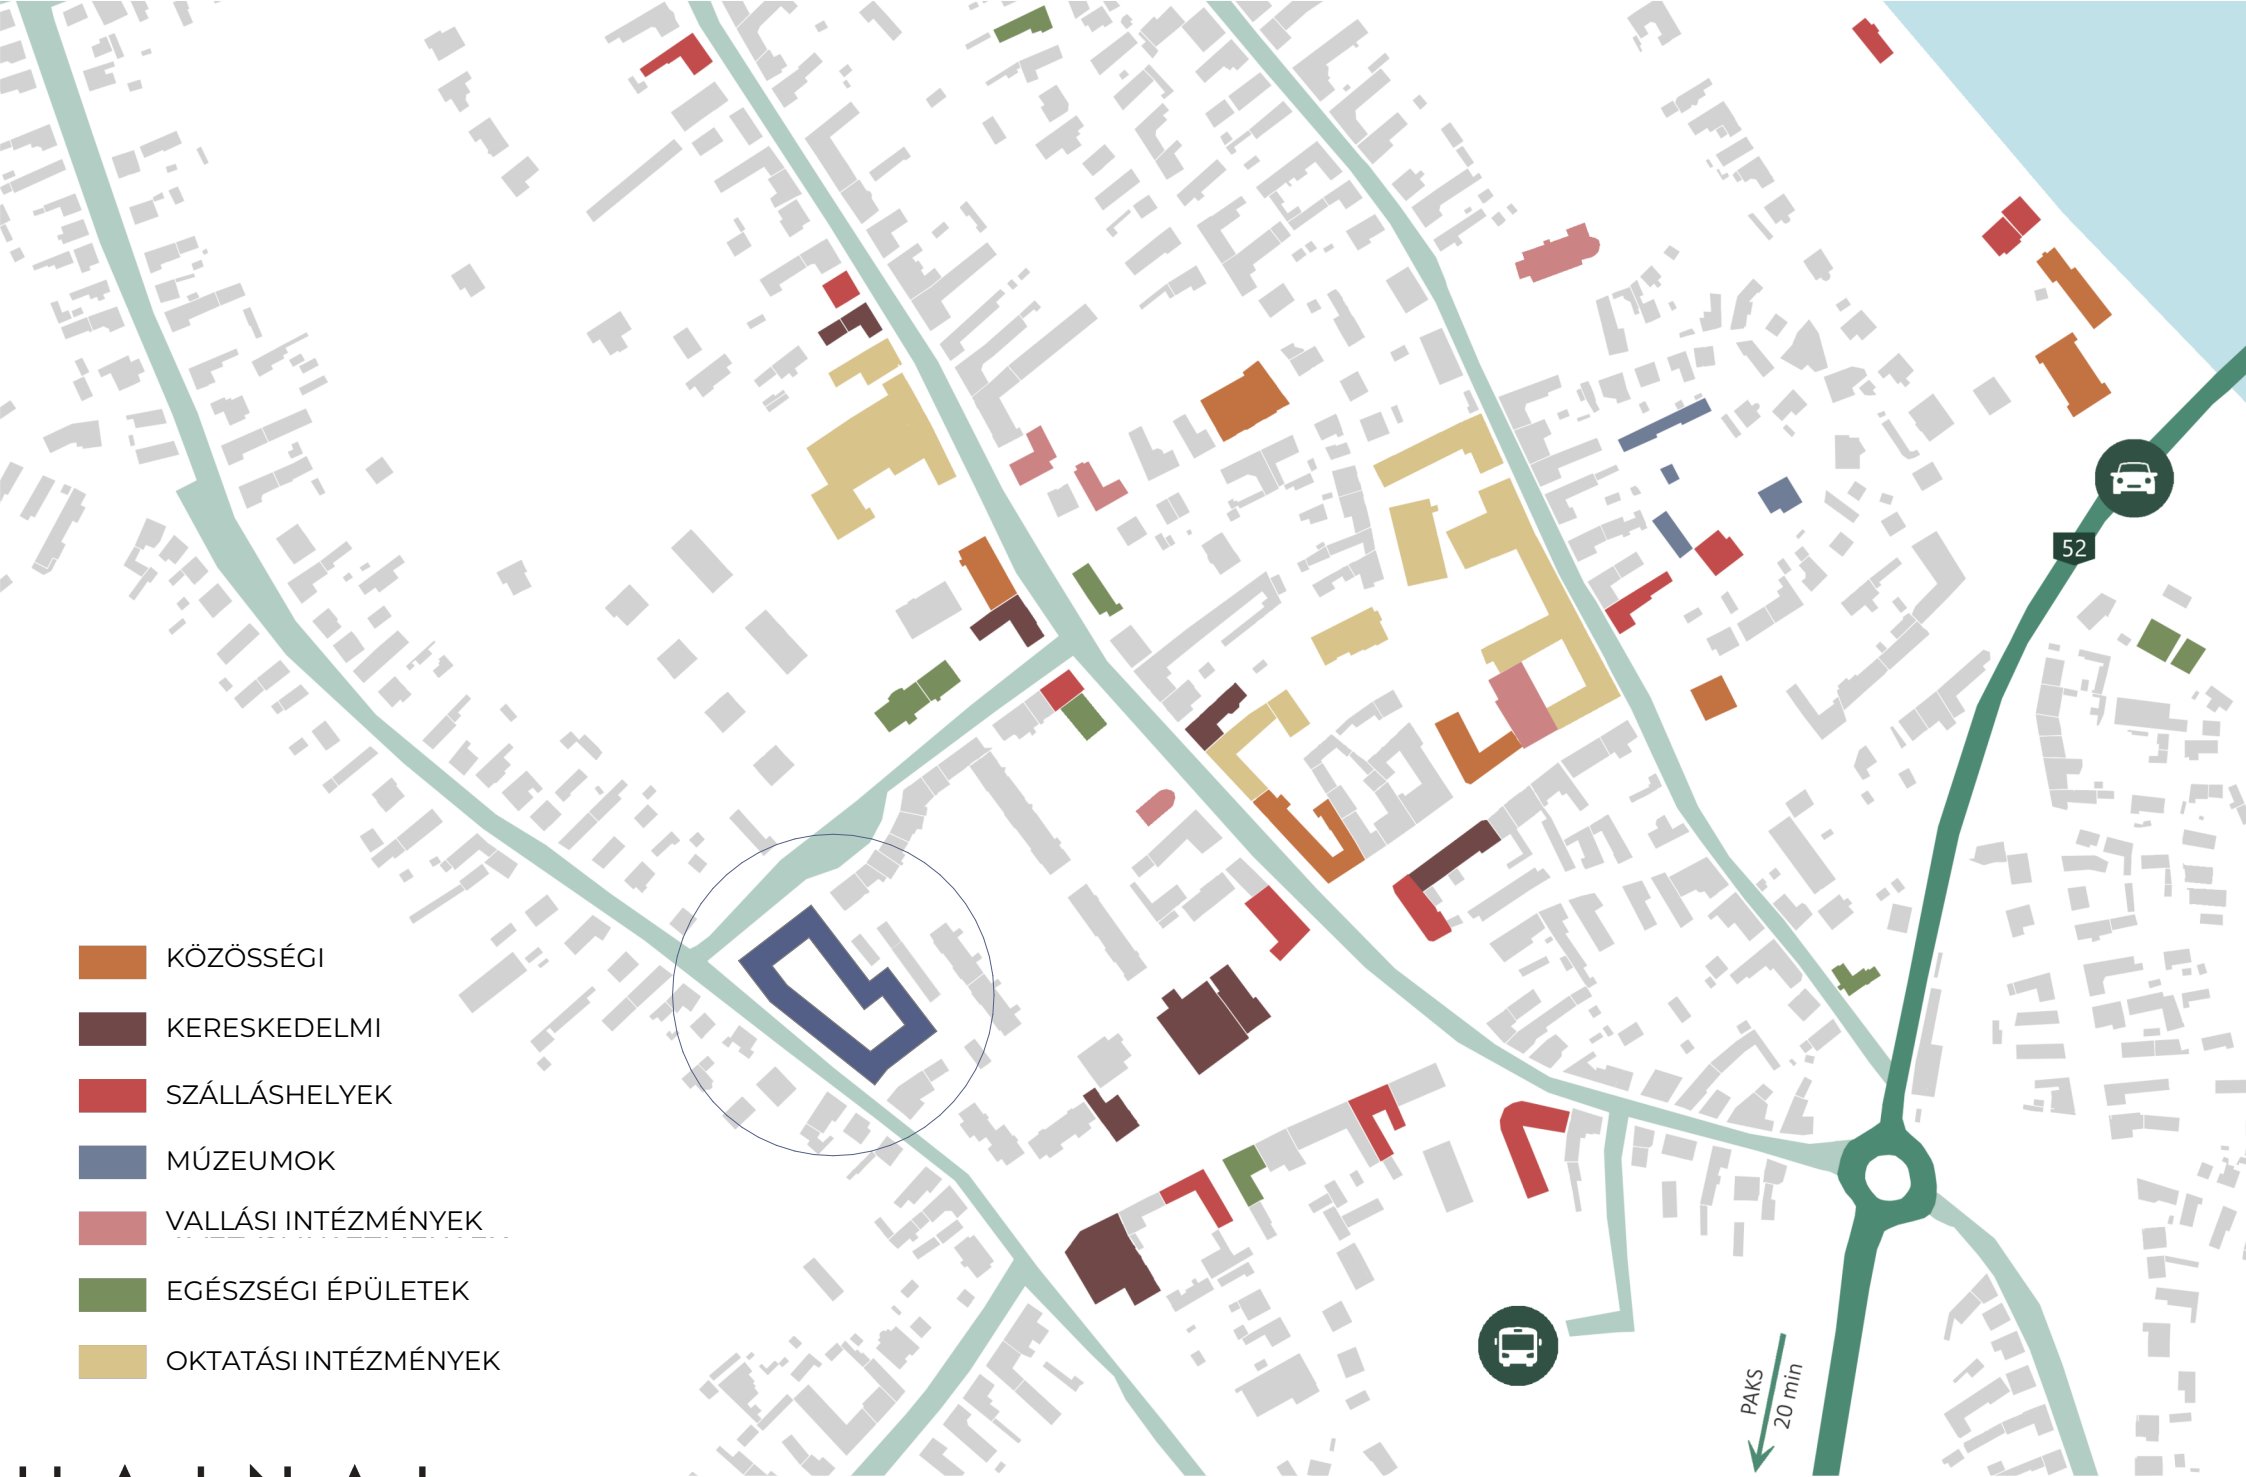 52
KÖZÖSSÉGI
KERESKEDELMI
SZÁLLÁSHELYEK
MÚZEUMOK
VALLÁSI INTÉZMÉNYEK
EGÉSZSÉGI ÉPÜLETEK
OKTATÁSI INTÉZMÉNYEK
PAKS
20 min